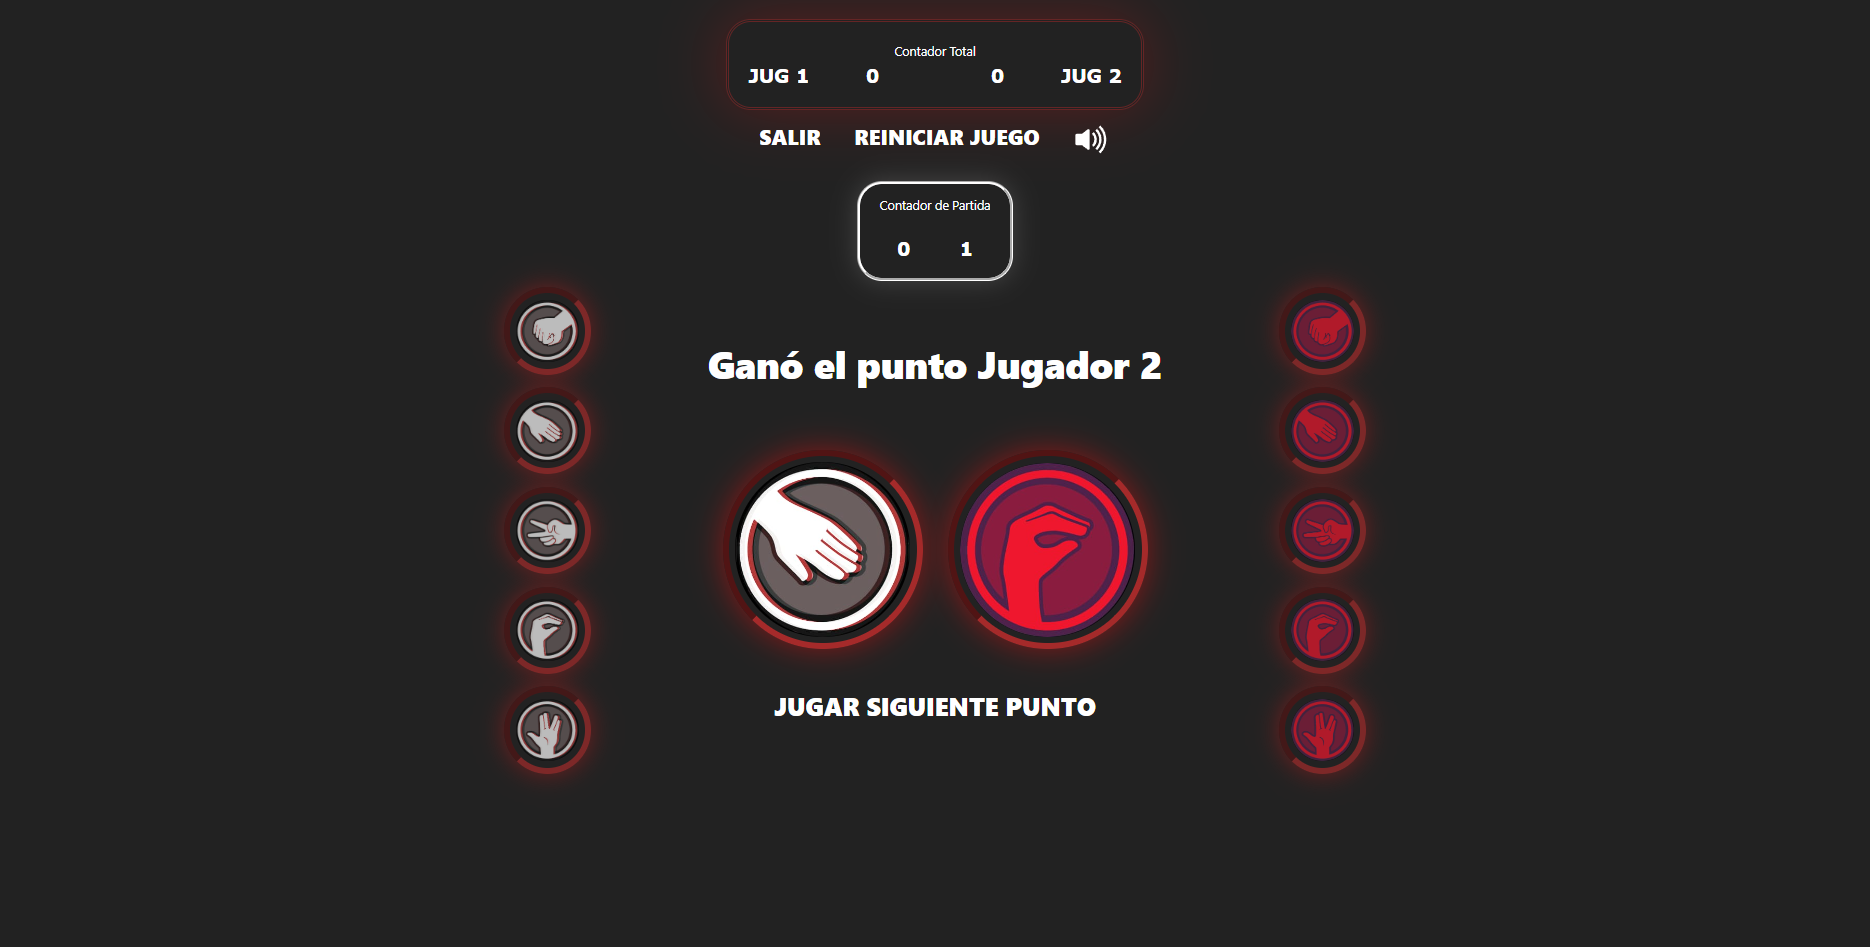 Contador Total
JUG 1 0 0 JUG 2
SALIR REINICIAR JUEGO
Contador de Partida
0 1
Ganó el punto Jugador 2
JUGAR SIGUIENTE PUNTO